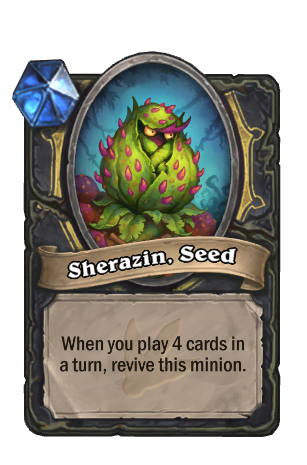 Sherazin, Seed
When you play 4 cards in
a turn, revive this minion.